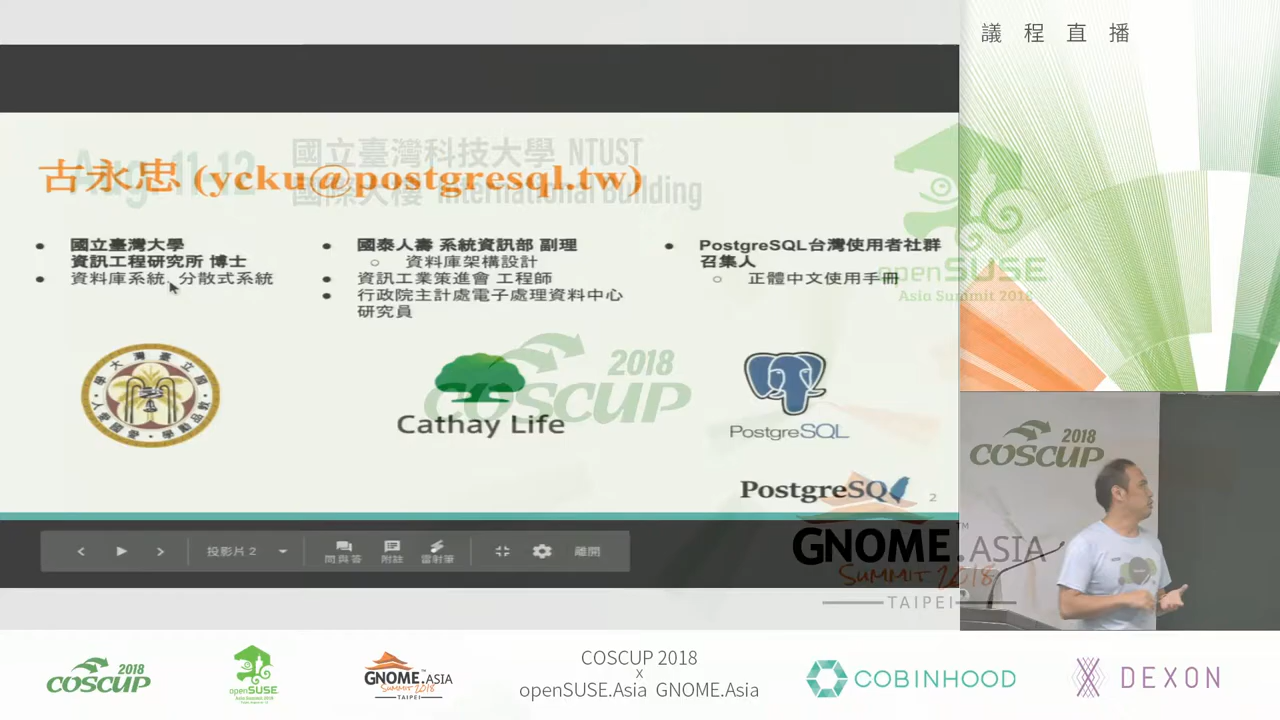 議程直播
Aug. 11.12
國立臺灣科技大學 NTUST
國際大樓 International Building
古永忠 (ycku@postgresql.tw)
國立臺灣大學
資訊工程研究所 博士
資料庫系統、分散式系統
國泰人壽 系統資訊部 副理
資料庫架構設計
資訊工業策進會 工程師
行政院主計處電子處理資料中心
研究員
PostgreSQL台灣使用者社群
召集人
正體中文使用手冊
openSUSE
Asia Summit 2018
2018
COSCUP
Cathay Life
PostgreSQL
PostgreSQ
2
投影片 2
問與答
附註
雷射筆
離開
GNOME.ASIA™
SUMMIT 2018
TAIPEI
2018
COSCUP
2018
COSCUP
openSUSE
GNOME.ASIA™
SUMMIT 2018
TAIPEI
COSCUP 2018
x
openSUSE.Asia GNOME.Asia
COBINHOOD
DEXON